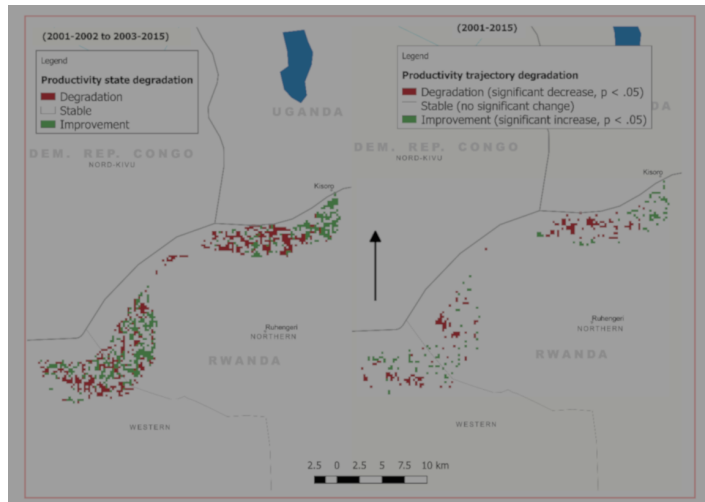 (2001-2002 to 2003-2015)
Legend
Productivity state degradation
Degradation
Stable
Improvement
UGANDA
DEM. REP. CONGO
NORD-KIVU
Kisoro
Ruhengeri
NORTHERN
RWANDA
WESTERN
(2001-2015)
Legend
Productivity trajectory degradation
Degradation (significant decrease, p < .05)
Stable (no significant change)
Improvement (significant increase, p < .05)
DA
DEM. REP. CONGO
NORD-KIVU
Kisoro
Ruhengeri
NORTHERN
RWANDA
WESTERN
2.5 0 2.5 5 7.5 10 km